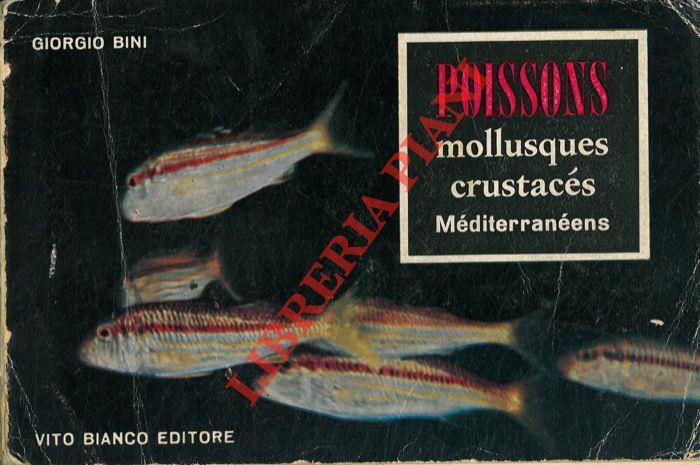 GIORGIO BINI
POISSONS
mollusques
crustacés
Méditerranéens
LIBRERIA PIANI
VITO BIANCO EDITORE